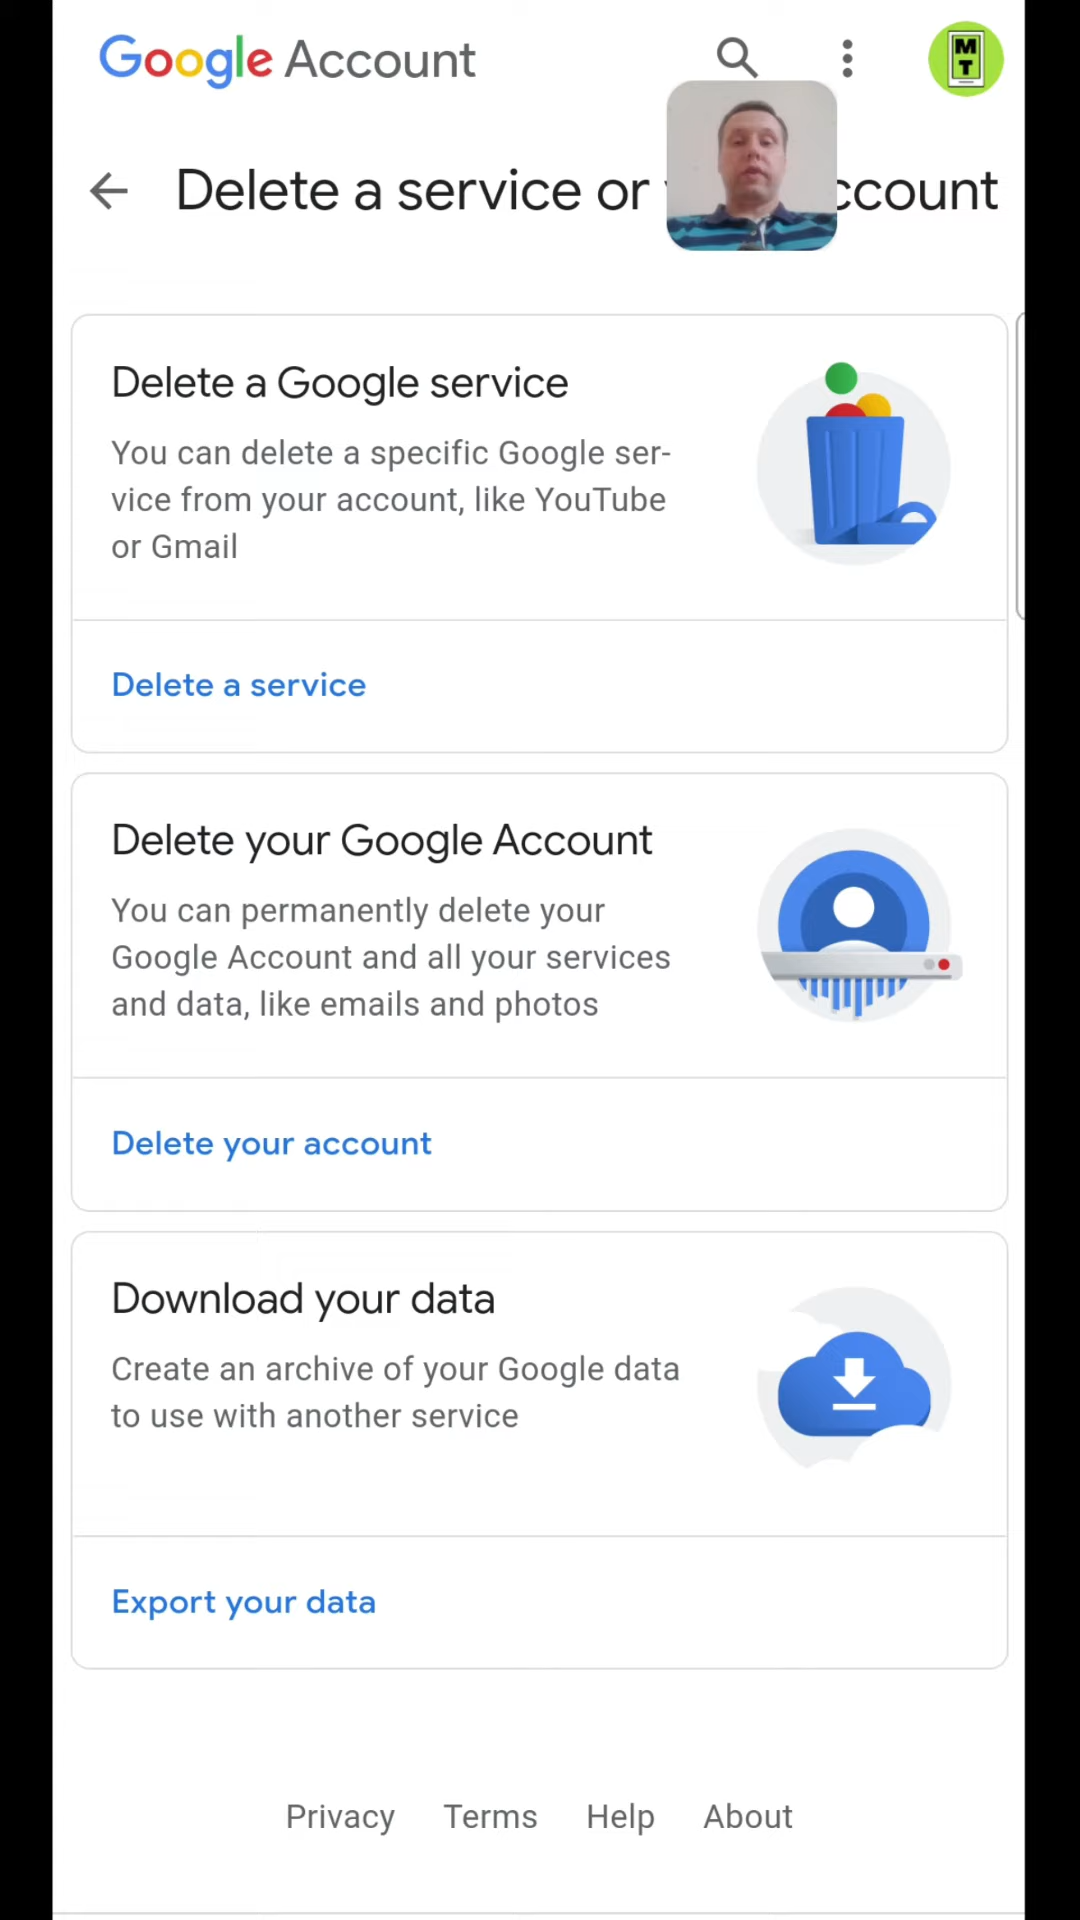 Google Account
M
T
Delete a service or ccount
Delete a Google service
You can delete a specific Google ser-
vice from your account, like YouTube
or Gmail
Delete a service
Delete your Google Account
You can permanently delete your
Google Account and all your services
and data, like emails and photos
Delete your account
Download your data
Create an archive of your Google data
to use with another service
Export your data
Privacy Terms Help About